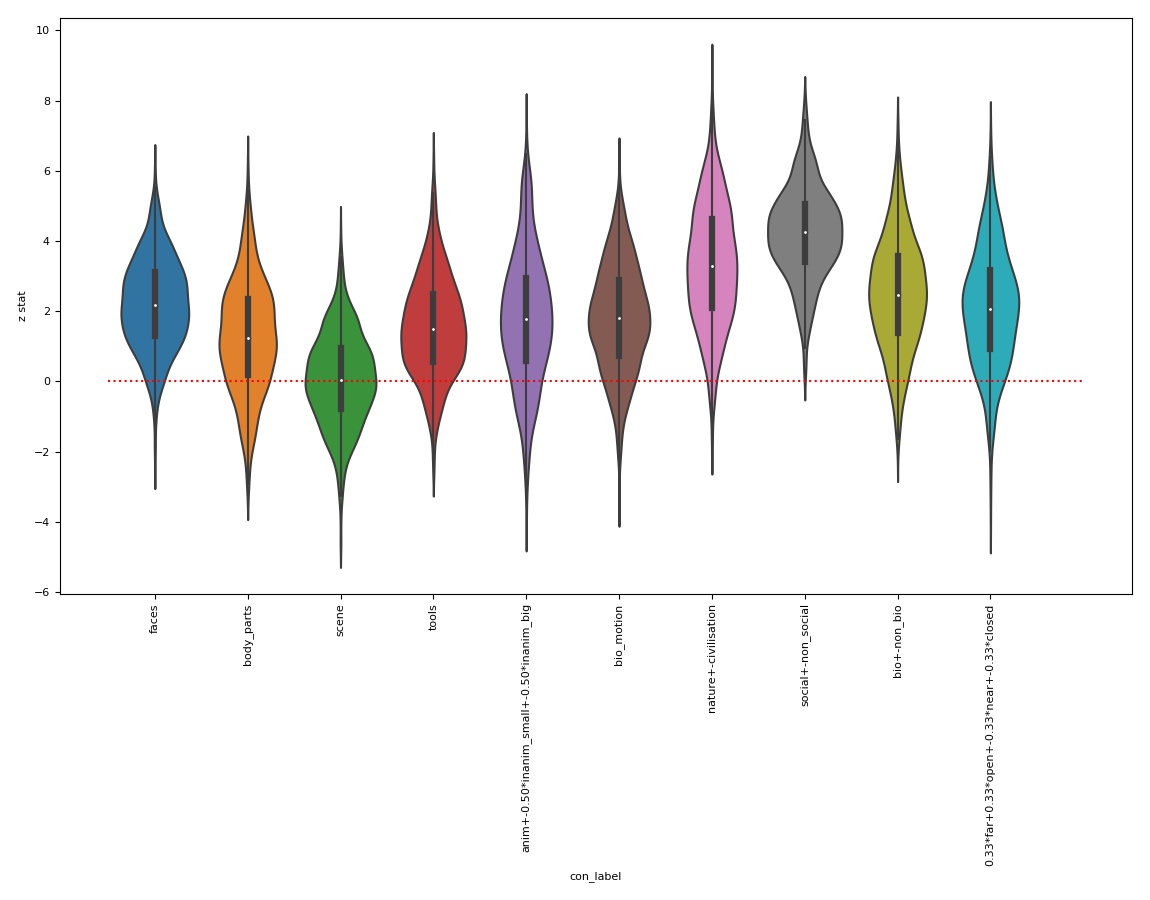 10
8
6
4
2
0
−2
−4
−6
z stat
faces
body_parts
scene
tools
anim+-0.50*inanim_small+-0.50*inanim_big
bio_motion
nature+-civilisation
social+-non_social
bio+-non_bio
0.33*far+0.33*open+-0.33*near+-0.33*closed
con_label